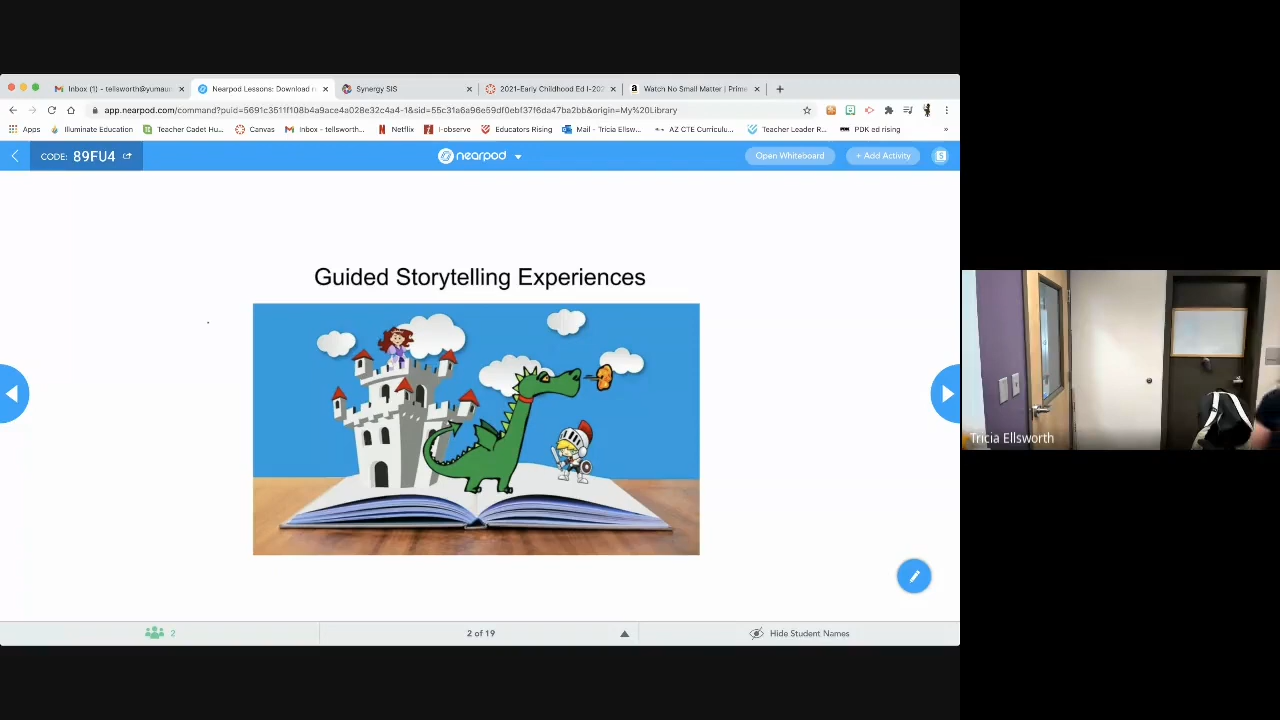 Inbox (1) - tellsworth@yumau
Nearpod Lessons: Download r
Synergy SIS
2021-Early Childhood Ed I-202
Watch No Small Matter | Prime
app.nearpod.com/command?puid=5691c3511f108b4a9ace4a028e32c4a4-1&sid=55c31a6a96e59df0ebf37f6da47ba2bb&origin=My%20Library
Apps
Illuminate Education
Teacher Cadet Hu...
Canvas
Inbox - tellsworth...
Netflix
I-observe
Educators Rising
Mail - Tricia Ellsw...
AZ CTE Curriculu...
Teacher Leader R...
PDK ed rising
»
CODE: 89FU4
nearpod
Open Whiteboard
+ Add Activity
S
Guided Storytelling Experiences
Tricia Ellsworth
2
2 of 19
Hide Student Names